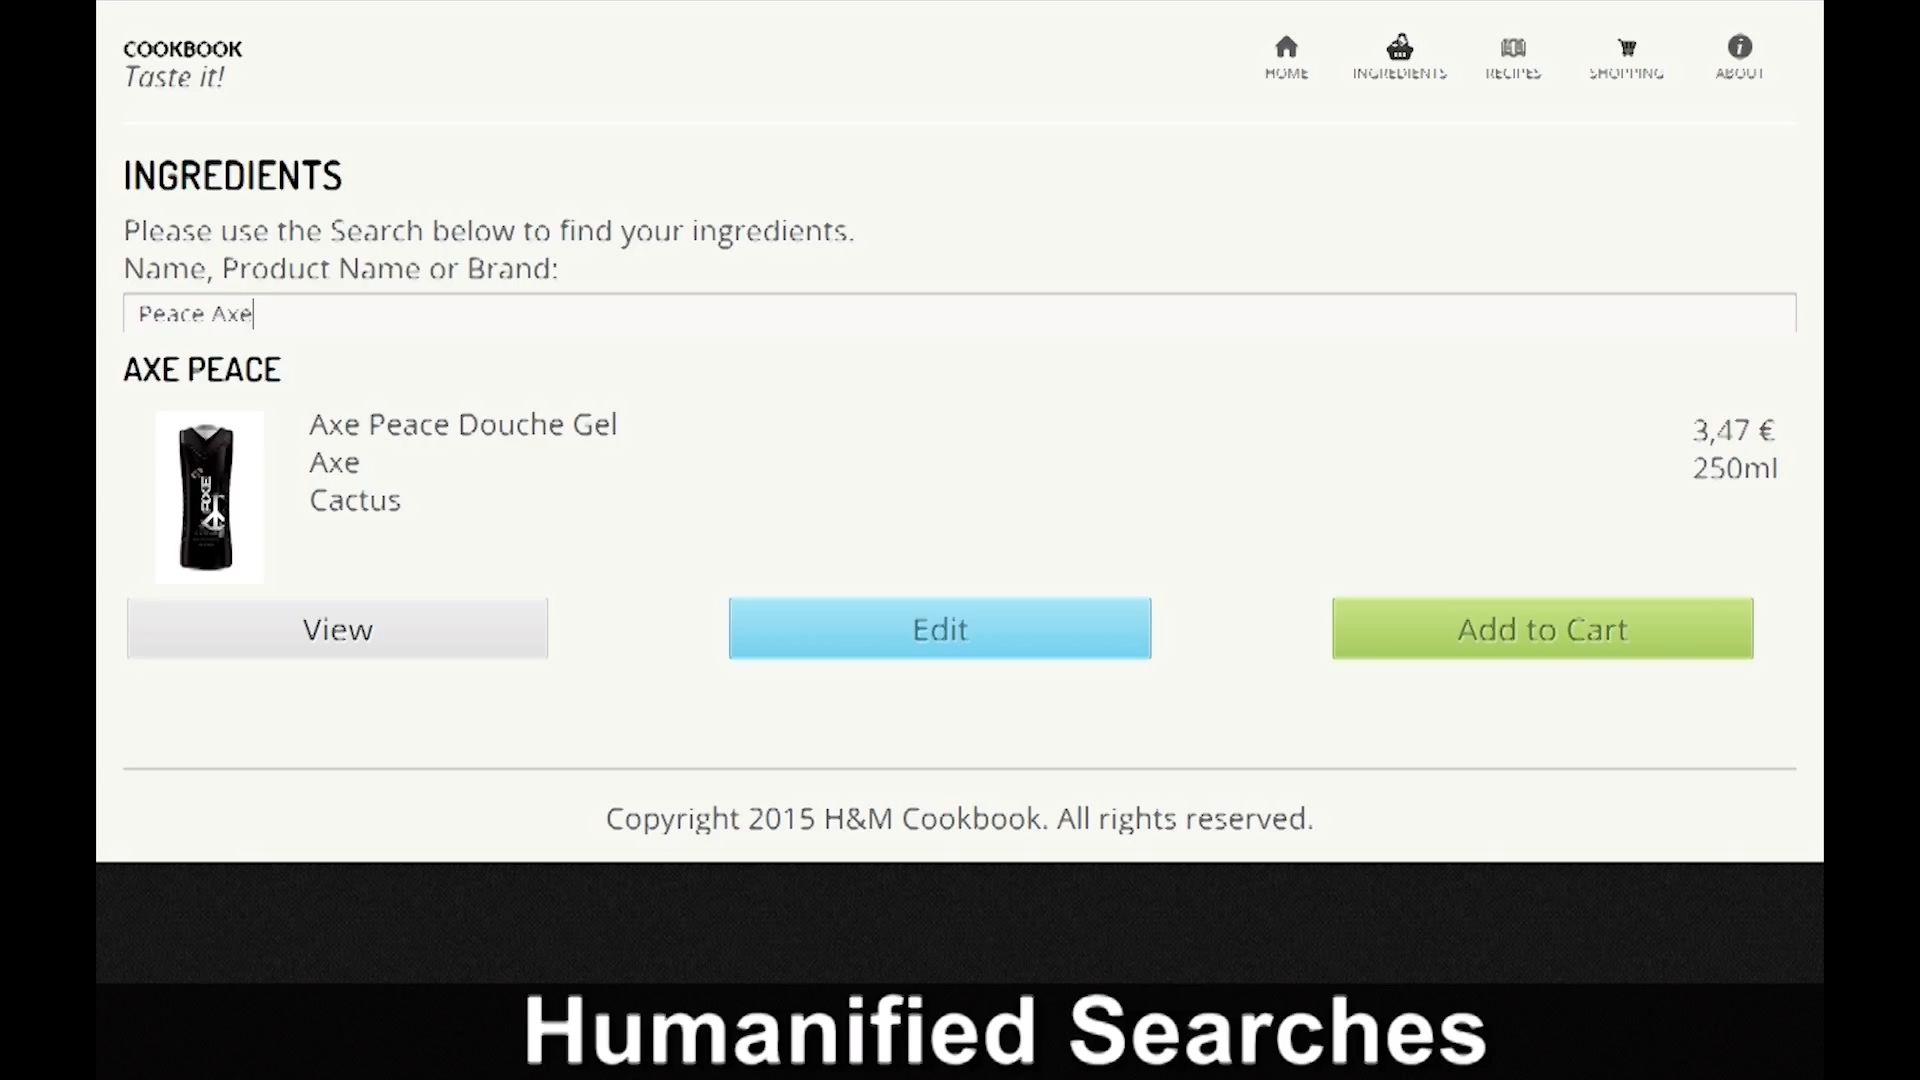 COOKBOOK
Taste it!
HOME
INGREDIENTS
RECIPES
SHOPPING
ABOUT
INGREDIENTS
Please use the Search below to find your ingredients.
Name, Product Name or Brand:
Peace Axe
AXE PEACE
Axe Peace Douche Gel
3,47 €
Axe
250ml
Cactus
AXE
View
Edit
Add to Cart
Copyright 2015 H&M Cookbook. All rights reserved.
Humanified Searches